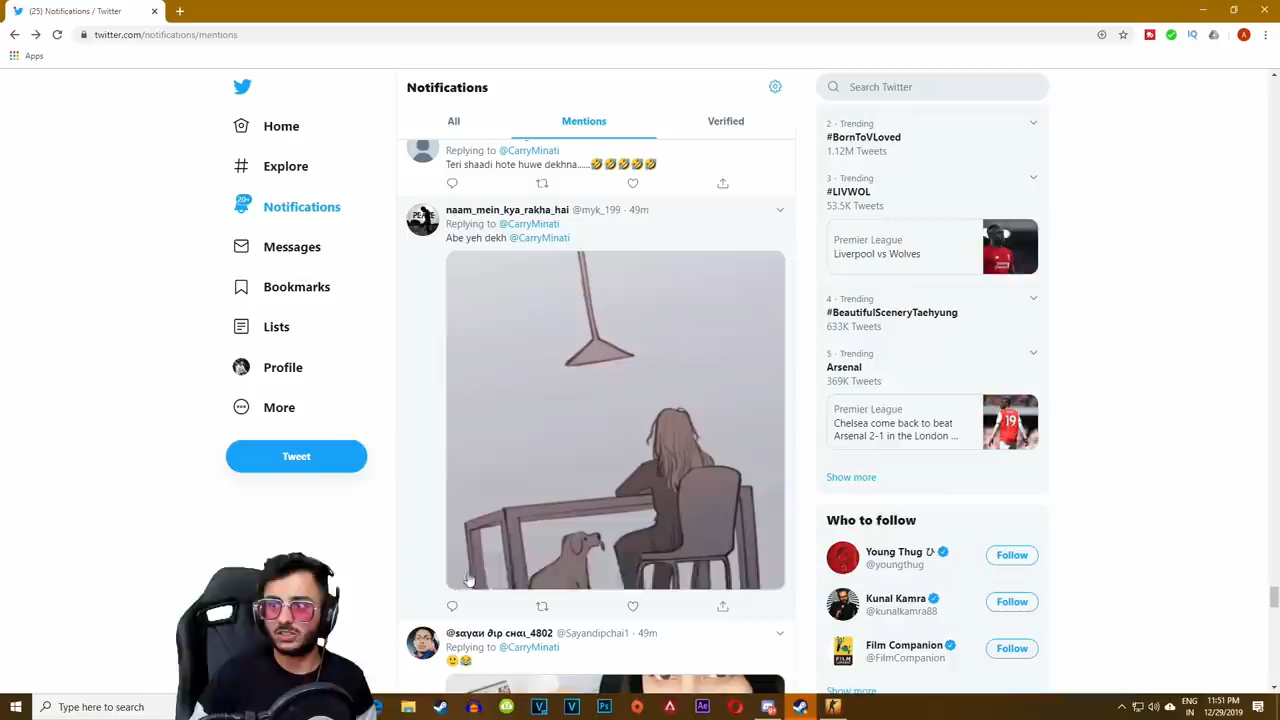 (25) Notifications / Twitter
twitter.com/notifications/mentions
Apps
Home
Explore
20+
Notifications
Messages
Bookmarks
Lists
Profile
More
Tweet
Notifications
All
Mentions
Verified
Replying to @CarryMinati
Teri shaadi hote huwe dekhna......🤣🤣🤣🤣🤣
naam_mein_kya_rakha_hai @myk_199 · 49m
Replying to @CarryMinati
Abe yeh dekh @CarryMinati
@sαyαи ∂ιρ cнαι_4802 @Sayandipchai1 · 49m
Replying to @CarryMinati
🙂😂
Search Twitter
2 · Trending
#BornToVLoved
1.12M Tweets
3 · Trending
#LIVWOL
53.5K Tweets
Premier League
Liverpool vs Wolves
4 · Trending
#BeautifulSceneryTaehyung
633K Tweets
5 · Trending
Arsenal
369K Tweets
Premier League
Chelsea come back to beat
Arsenal 2-1 in the London ...
Show more
Who to follow
Young Thug ひ
@youngthug
Follow
Kunal Kamra
@kunalkamra88
Follow
Film Companion
@FilmCompanion
Follow
Show more
Type here to search
ENG
IN
11:51 PM
12/29/2019